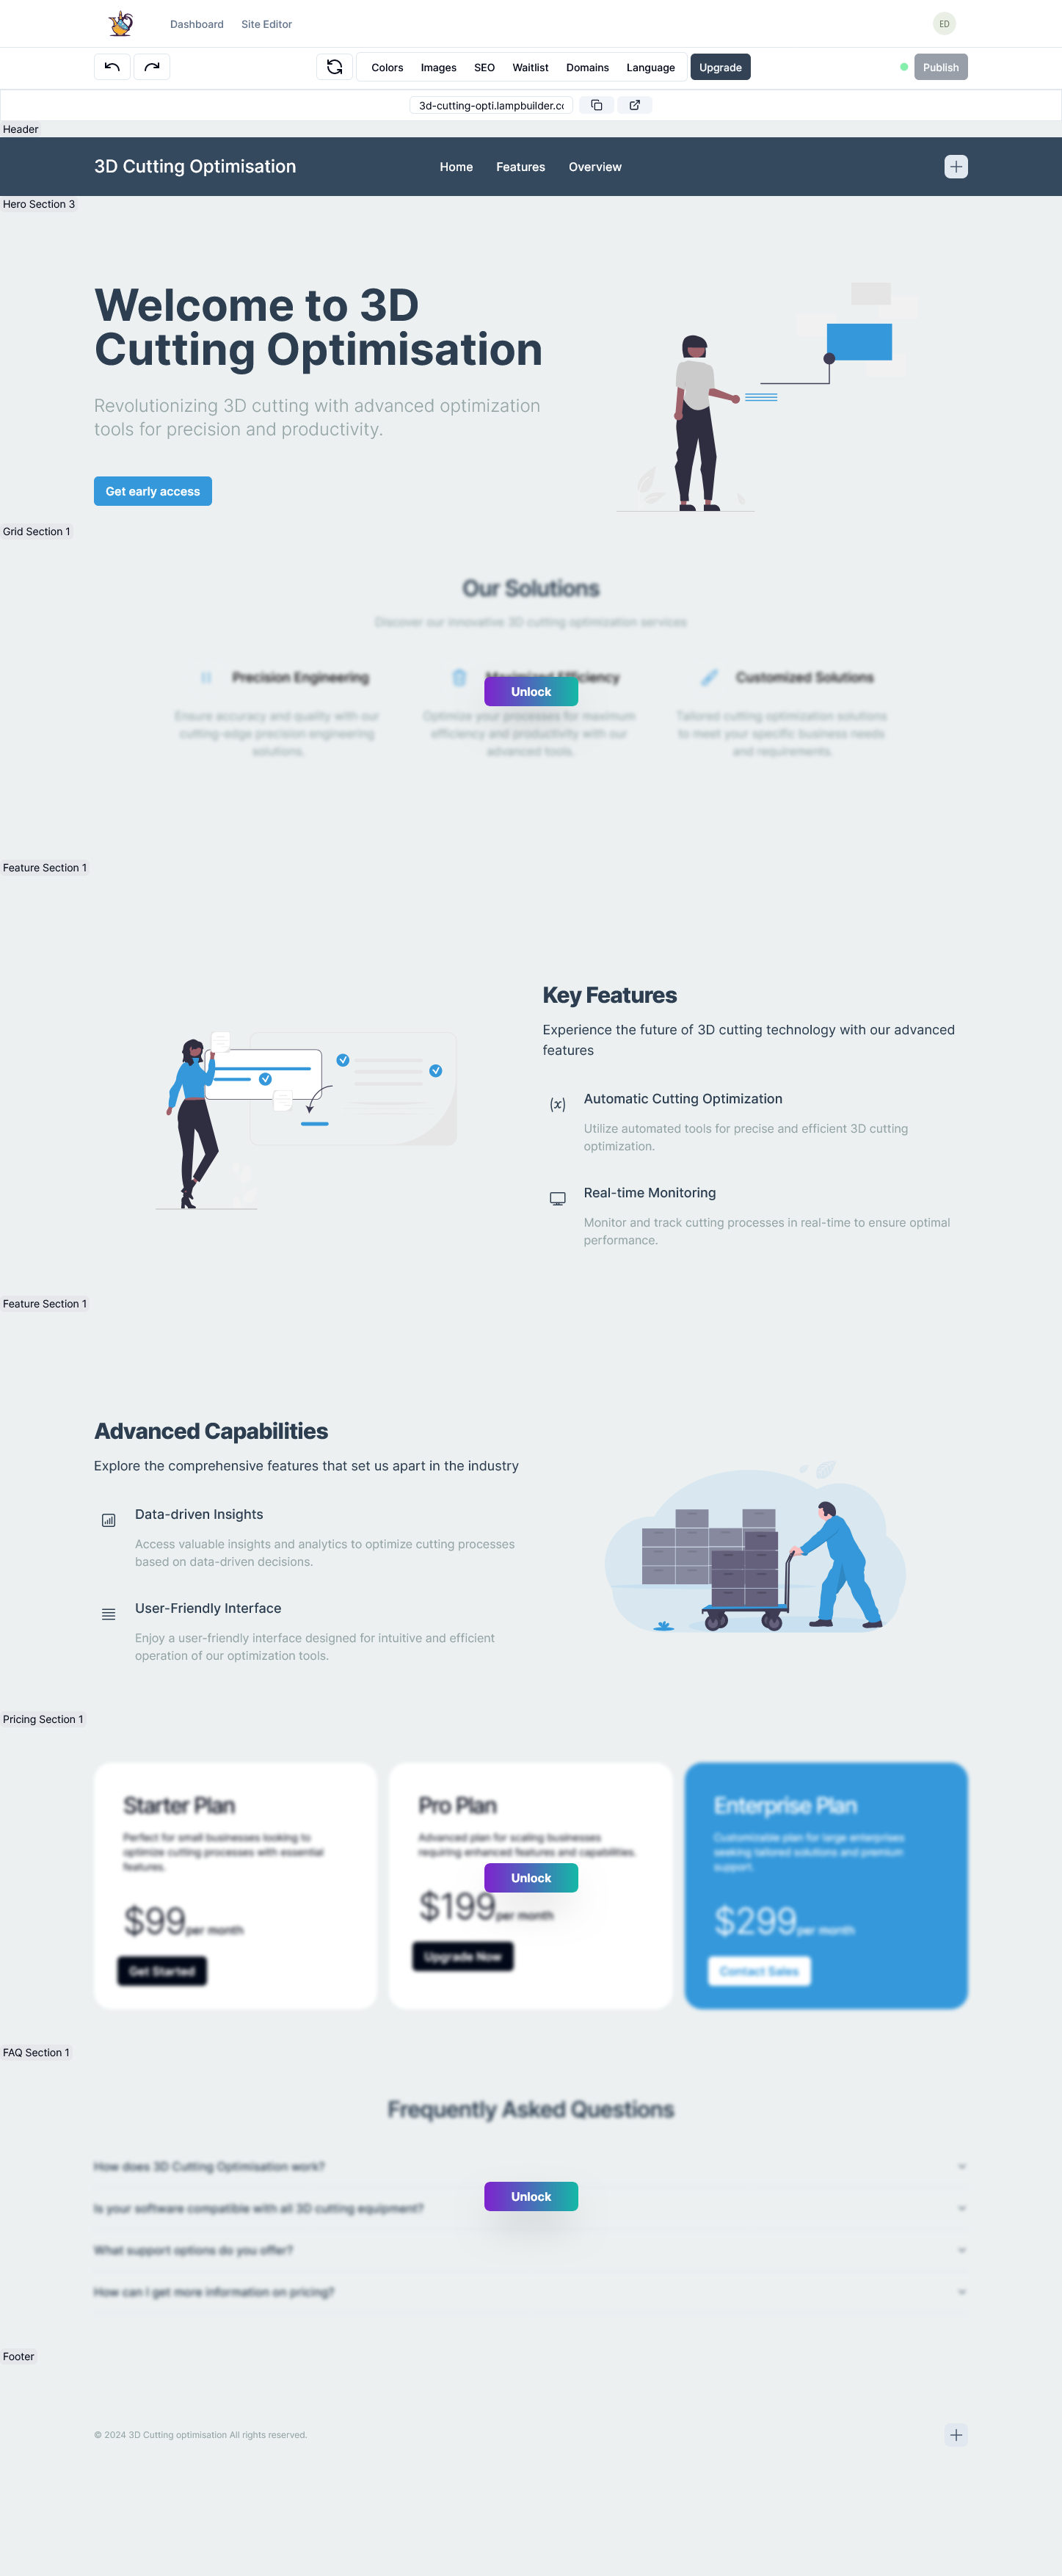 Dashboard
Site Editor
ED
Colors
Images
SEO
Waitlist
Domains
Language
Upgrade
Publish
3d-cutting-opti.lampbuilder.co
Header
3D Cutting Optimisation
Home
Features
Overview
Hero Section 3
Welcome to 3D
Cutting Optimisation
Revolutionizing 3D cutting with advanced optimization
tools for precision and productivity.
Get early access
Grid Section 1
Our Solutions
Discover our innovative 3D cutting optimization services
Precision Engineering
Ensure accuracy and quality with our
cutting-edge precision engineering
solutions.
Maximized Efficiency
Unlock
Optimize your processes for maximum
efficiency and productivity with our
advanced tools.
Customized Solutions
Tailored cutting optimization solutions
to meet your specific business needs
and requirements.
Feature Section 1
Key Features
Experience the future of 3D cutting technology with our advanced
features
(x)
Automatic Cutting Optimization
Utilize automated tools for precise and efficient 3D cutting
optimization.
Real-time Monitoring
Monitor and track cutting processes in real-time to ensure optimal
performance.
Feature Section 1
Advanced Capabilities
Explore the comprehensive features that set us apart in the industry
Data-driven Insights
Access valuable insights and analytics to optimize cutting processes
based on data-driven decisions.
User-Friendly Interface
Enjoy a user-friendly interface designed for intuitive and efficient
operation of our optimization tools.
Pricing Section 1
Starter Plan
Perfect for small businesses looking to
optimize cutting processes with essential
features.
$99 per month
Get Started
Pro Plan
Advanced plan for scaling businesses
requiring enhanced features and capabilities.
Unlock
$199 per month
Upgrade Now
Enterprise Plan
Customizable plan for large enterprises
seeking tailored solutions and premium
support.
$299 per month
Contact Sales
FAQ Section 1
Frequently Asked Questions
How does 3D Cutting Optimisation work?
Unlock
Is your software compatible with all 3D cutting equipment?
What support options do you offer?
How can I get more information on pricing?
Footer
© 2024 3D Cutting optimisation All rights reserved.